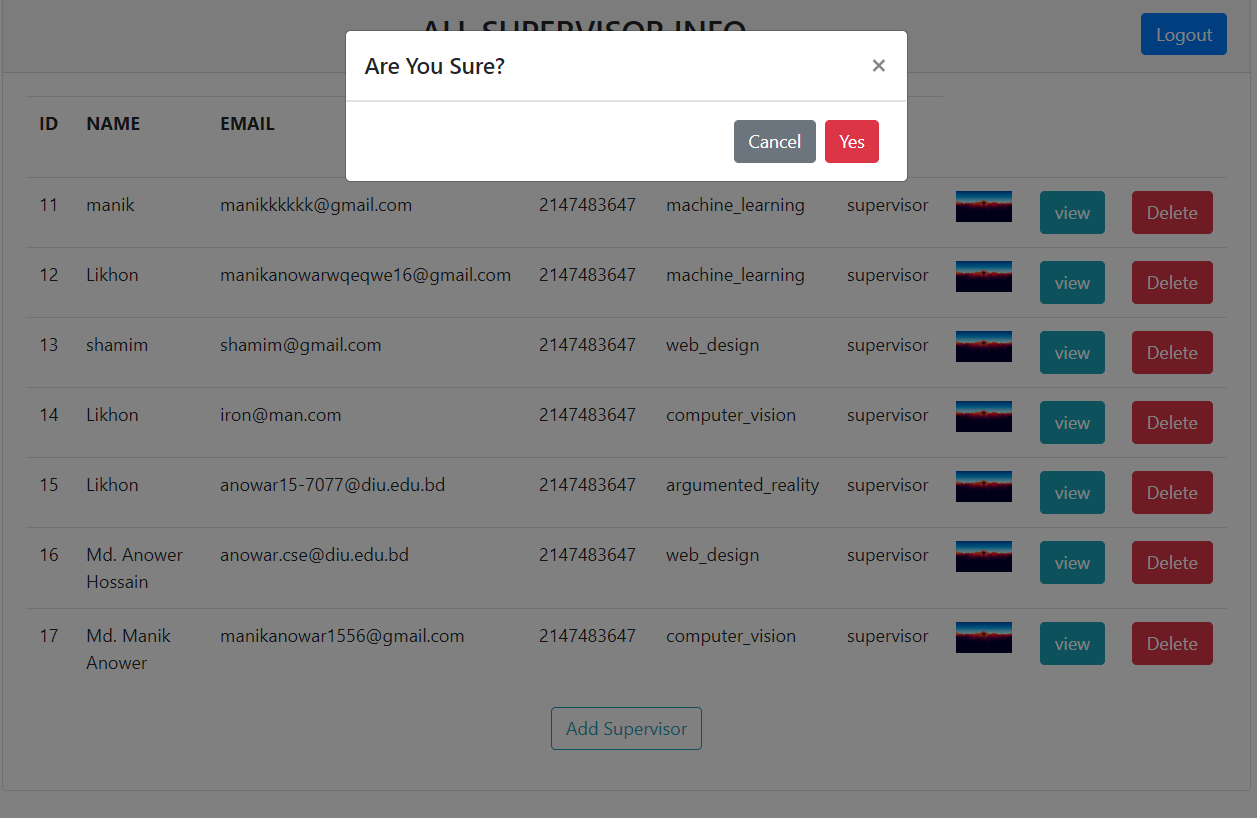 ALL SUPERVISOR INFO
Logout
Are You Sure?
×
Cancel Yes
ID NAME EMAIL
11 manik manikkkkkk@gmail.com 2147483647 machine_learning supervisor view Delete
12 Likhon manikanowarwqeqwe16@gmail.com 2147483647 machine_learning supervisor view Delete
13 shamim shamim@gmail.com 2147483647 web_design supervisor view Delete
14 Likhon iron@man.com 2147483647 computer_vision supervisor view Delete
15 Likhon anowar15-7077@diu.edu.bd 2147483647 argumented_reality supervisor view Delete
16 Md. Anower anowar.cse@diu.edu.bd 2147483647 web_design supervisor view Delete
Hossain
17 Md. Manik manikanowar1556@gmail.com 2147483647 computer_vision supervisor view Delete
Anower
Add Supervisor